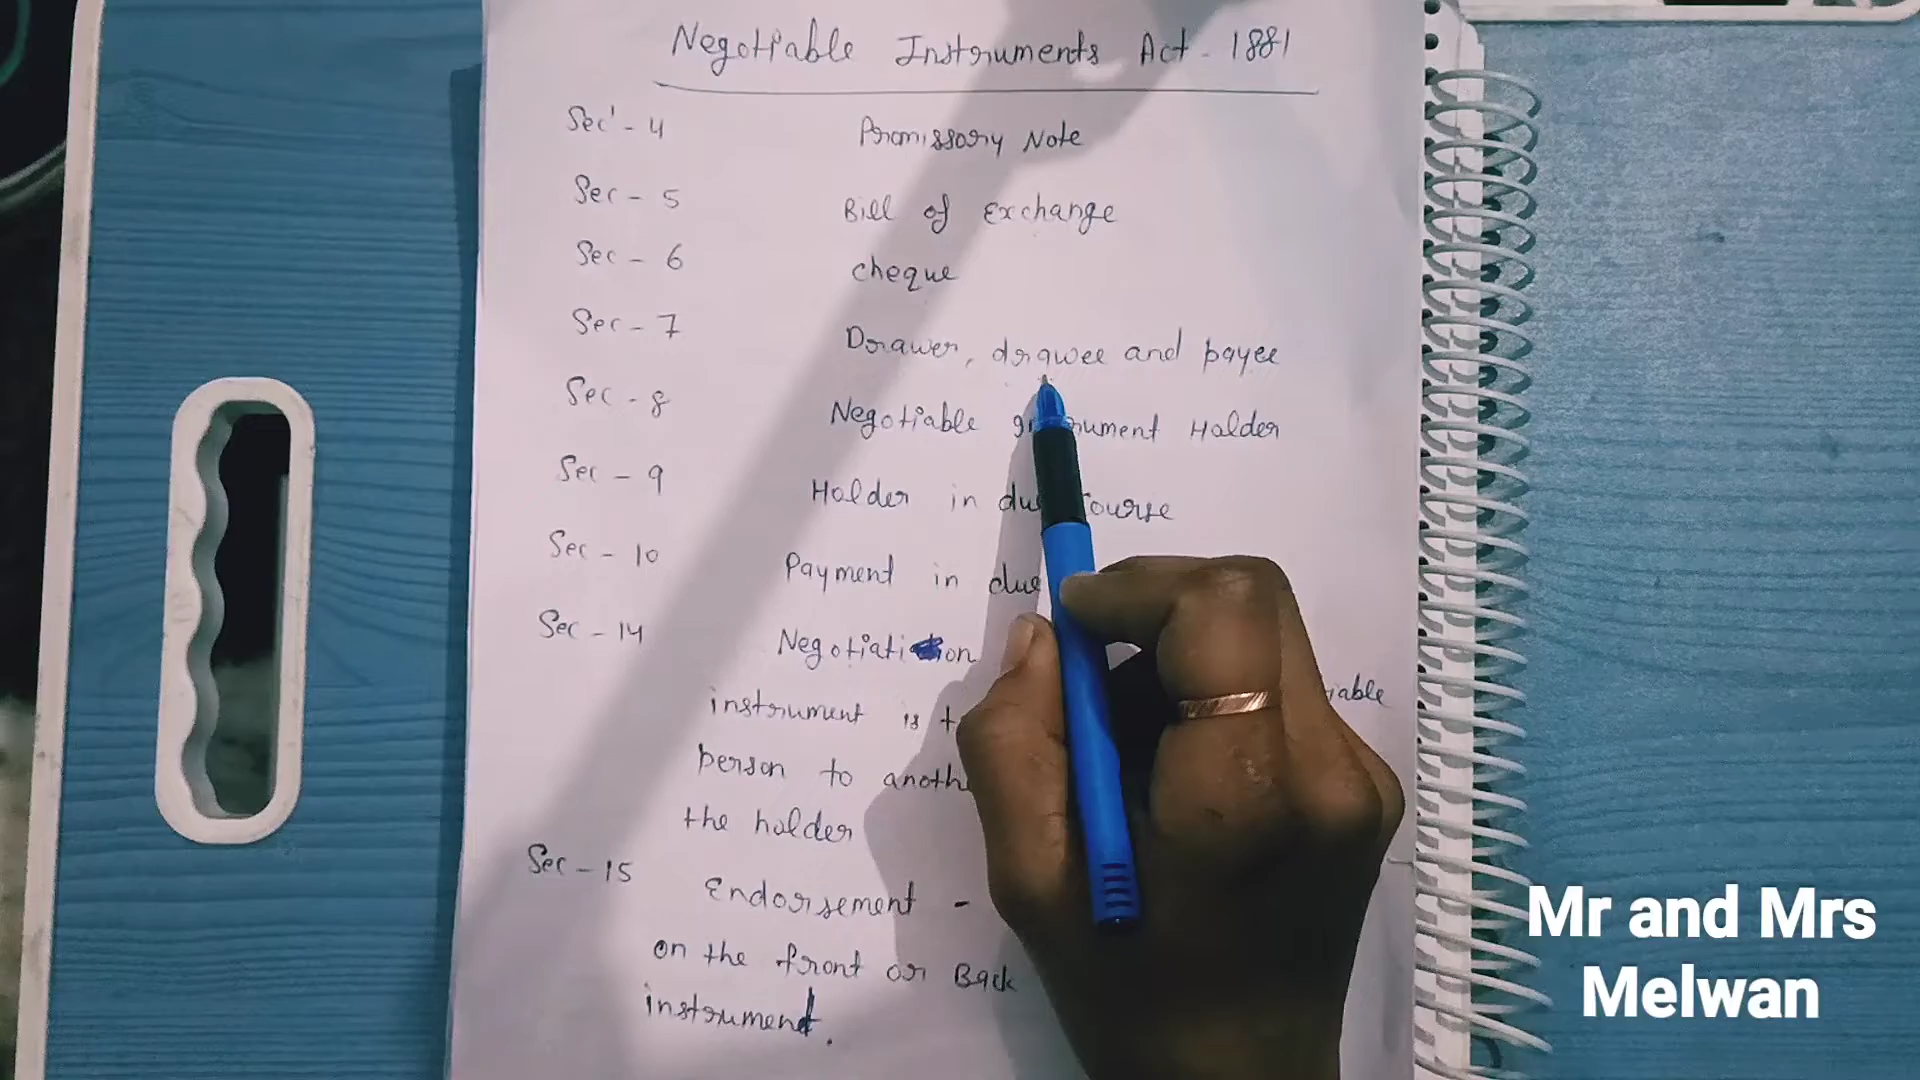 Negotiable Instruments Act - 1881
Sec - 4 Promissory Note
Sec - 5 Bill of Exchange
Sec - 6 cheque
Sec - 7 Drawer, drawee and payee
Sec - 8 Negotiable Holder
Sec - 9 Holder in
Sec - 10 Payment in due
Sec - 14 Negotiation
instrument is
person to
the holder
Sec - 15 Endorsement -
on the front or Back
instrument.
Mr and Mrs
Melwan